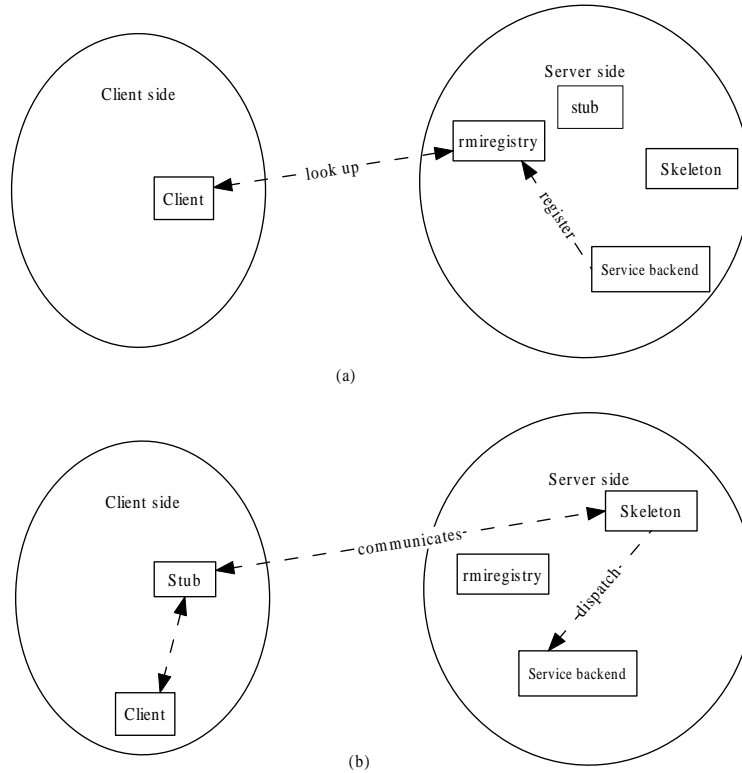 Client side
Server side
stub
rmiregistry
Skeleton
look up
Client
register
Service backend
(a)
Client side
Server side
Skeleton
communicates-
Stub
rmiregistry
dispatch-
Service backend
Client
(b)